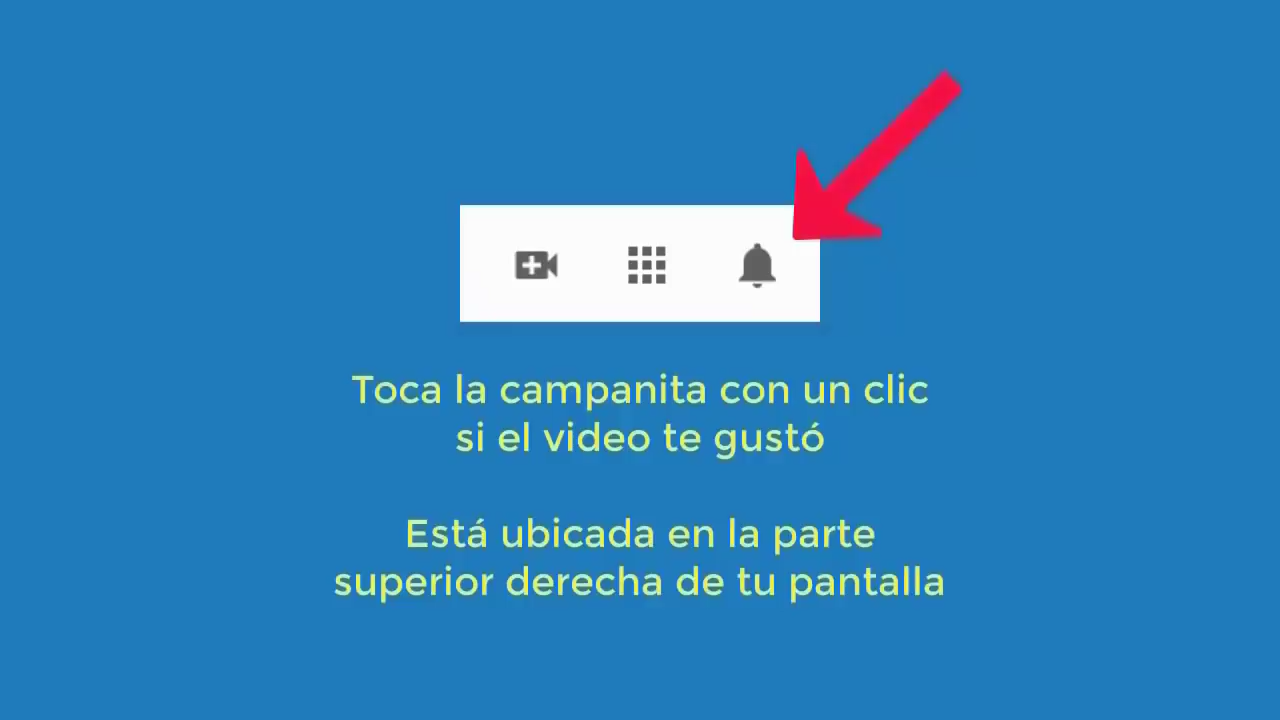 Toca la campanita con un clic
si el video te gustó
Está ubicada en la parte
superior derecha de tu pantalla